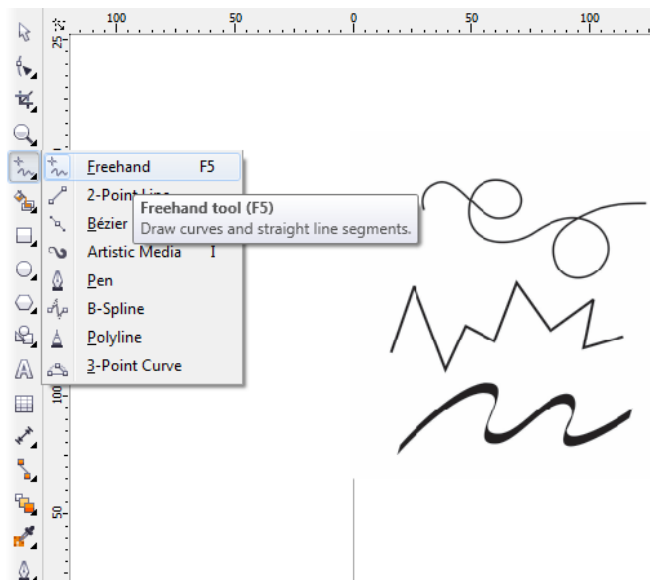 100 50 0 50 100
25
Freehand F5
2-Point Line
Freehand tool (F5)
Bézier
Draw curves and straight line segments.
Artistic Media I
Pen
B-Spline
Polyline
3-Point Curve
100
50